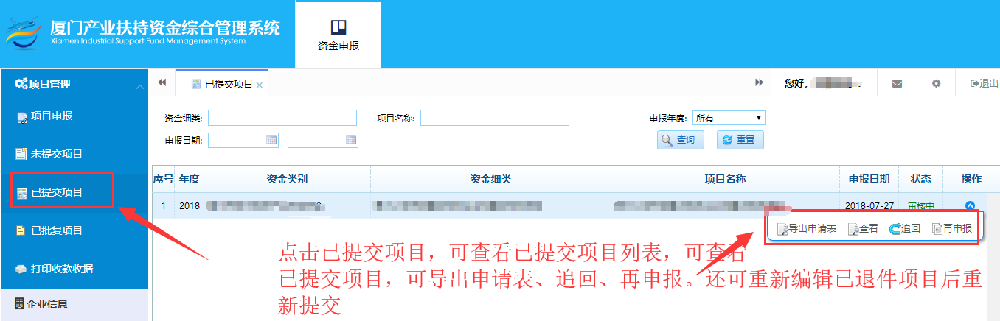 厦门产业扶持资金综合管理系统
Xiamen Industrial Support Fund Management System
资金申报
项目管理
已提交项目
您好,
退出
项目申报
未提交项目
已提交项目
已批复项目
打印收款收据
企业信息
资金细类:
项目名称:
申报年度: 所有
申报日期: -
查询
重置
序号 年度 资金类别 资金细类 项目名称 申报日期 状态 操作
1 2018 2018-07-27 审核中
导出申请表 查看 追回 再申报
点击已提交项目，可查看已提交项目列表，可查看
已提交项目，可导出申请表、追回、再申报。还可重新编辑已退件项目后重
新提交